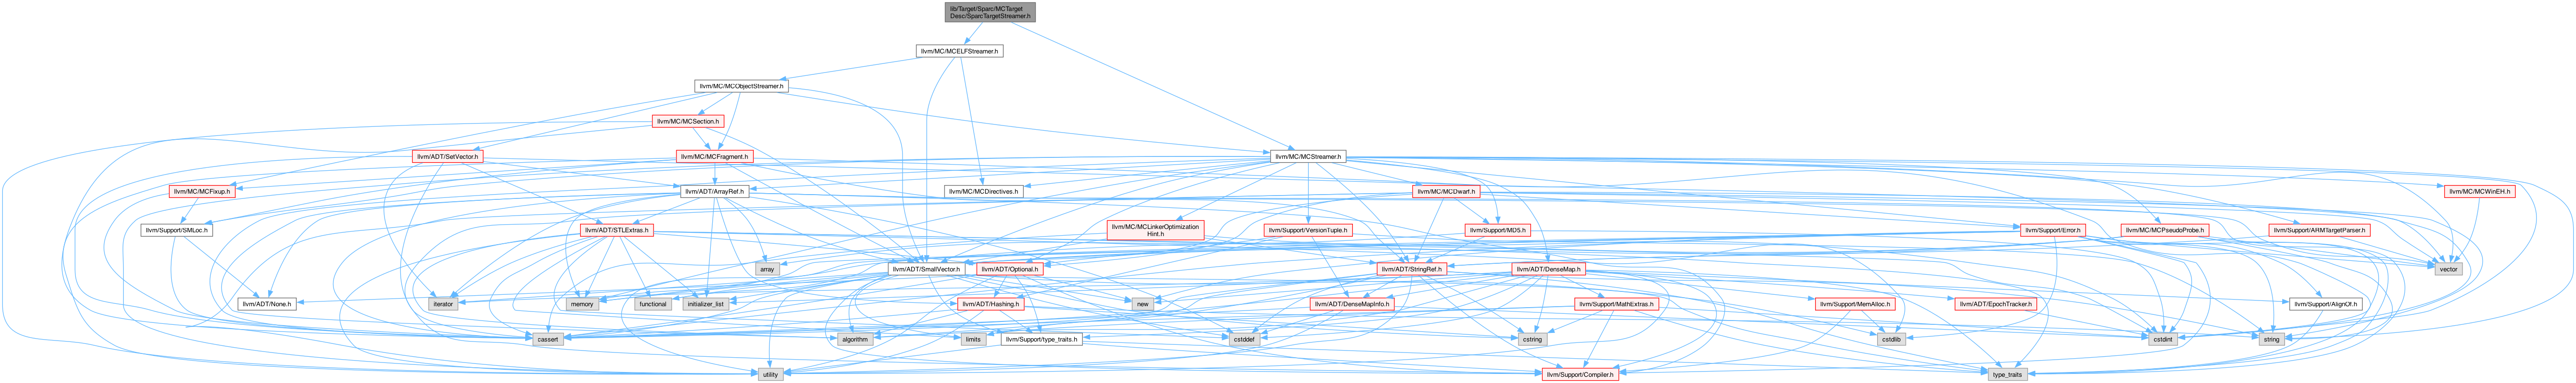 lib/Target/Sparc/MCTarget
Desc/SparcTargetStreamer.h
llvm/MC/MCELFStreamer.h
llvm/MC/MCObjectStreamer.h
llvm/MC/MCSection.h
llvm/ADT/SetVector.h
llvm/MC/MCFragment.h
llvm/MC/MCStreamer.h
llvm/MC/MCFixup.h
llvm/ADT/ArrayRef.h
llvm/MC/MCDirectives.h
llvm/MC/MCDwarf.h
llvm/MC/MCWinEH.h
llvm/Support/SMLoc.h
llvm/ADT/STLExtras.h
llvm/MC/MCLinkerOptimization
Hint.h
llvm/Support/VersionTuple.h
llvm/Support/MD5.h
llvm/Support/Error.h
llvm/MC/MCPseudoProbe.h
llvm/Support/ARMTargetParser.h
array
llvm/ADT/SmallVector.h
llvm/ADT/Optional.h
llvm/ADT/StringRef.h
llvm/ADT/DenseMap.h
vector
llvm/ADT/None.h
iterator
memory
functional
initializer_list
llvm/ADT/Hashing.h
new
llvm/ADT/DenseMapInfo.h
llvm/Support/MathExtras.h
llvm/Support/MemAlloc.h
llvm/ADT/EpochTracker.h
llvm/Support/AlignOf.h
cassert
algorithm
limits
llvm/Support/type_traits.h
cstddef
cstring
cstdlib
cstdint
string
utility
llvm/Support/Compiler.h
type_traits